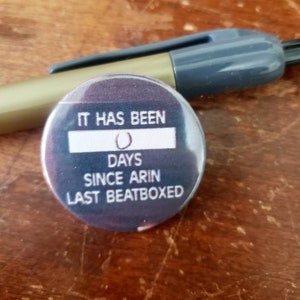 IT HAS BEEN
0
DAYS
SINCE ARIN
LAST BEATBOXED